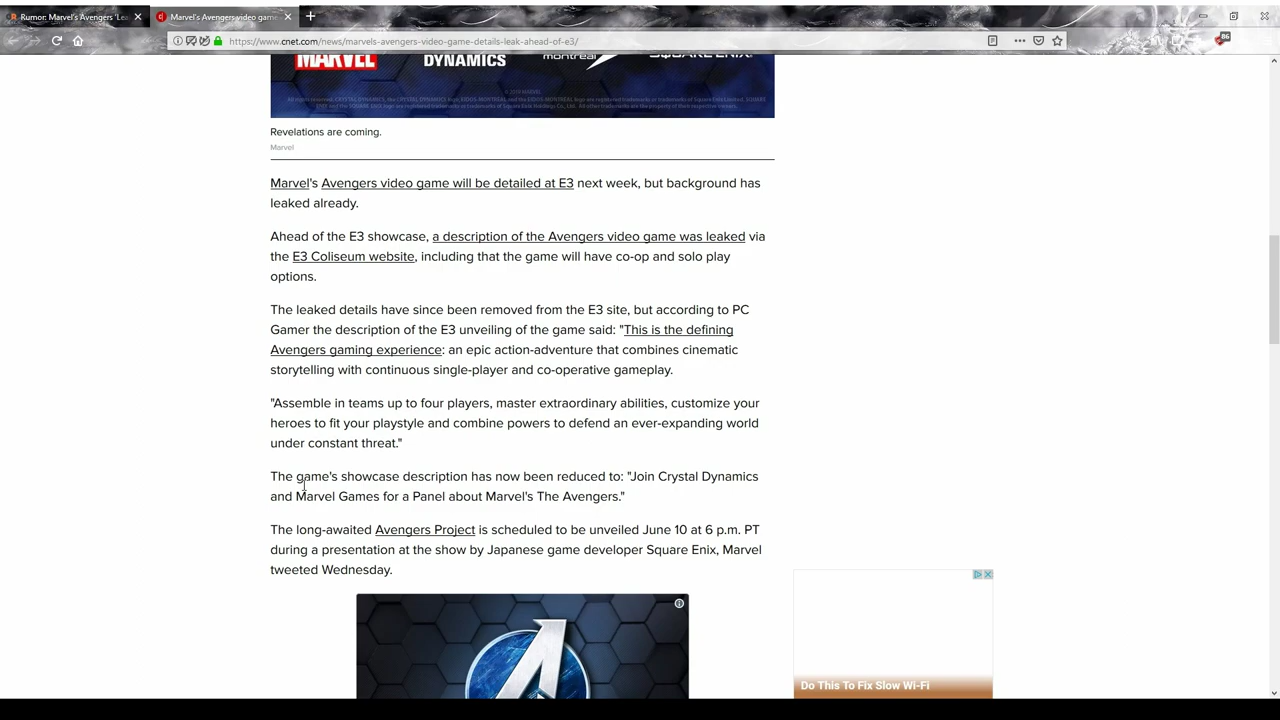 Rumor: Marvel's Avengers 'Lea
Marvel's Avengers video game
https://www.cnet.com/news/marvels-avengers-video-game-details-leak-ahead-of-e3/
86
MARVEL
DYNAMICS
montréal
SQUARE ENIX
© 2019 MARVEL
Revelations are coming.
Marvel
Marvel's Avengers video game will be detailed at E3 next week, but background has
leaked already.
Ahead of the E3 showcase, a description of the Avengers video game was leaked via
the E3 Coliseum website, including that the game will have co-op and solo play
options.
The leaked details have since been removed from the E3 site, but according to PC
Gamer the description of the E3 unveiling of the game said: "This is the defining
Avengers gaming experience: an epic action-adventure that combines cinematic
storytelling with continuous single-player and co-operative gameplay.
"Assemble in teams up to four players, master extraordinary abilities, customize your
heroes to fit your playstyle and combine powers to defend an ever-expanding world
under constant threat."
The game's showcase description has now been reduced to: "Join Crystal Dynamics
and Marvel Games for a Panel about Marvel's The Avengers."
The long-awaited Avengers Project is scheduled to be unveiled June 10 at 6 p.m. PT
during a presentation at the show by Japanese game developer Square Enix, Marvel
tweeted Wednesday.
Do This To Fix Slow Wi-Fi